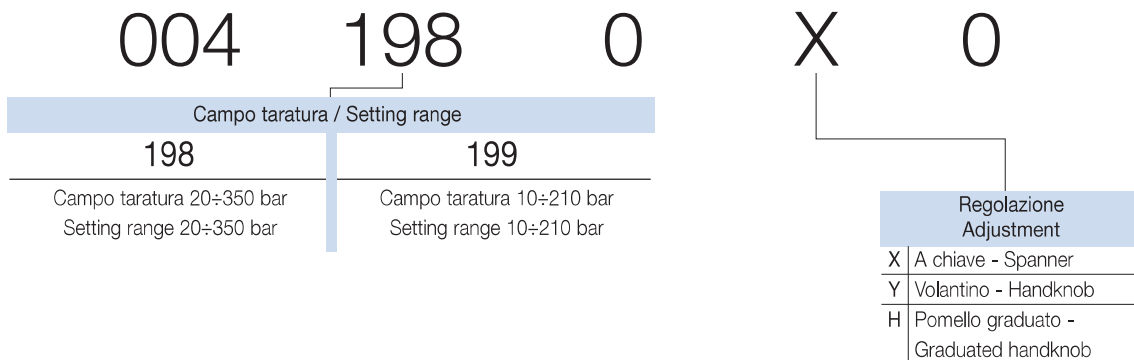 004 198 0 X 0
Campo taratura / Setting range
198 199
Campo taratura 20÷350 bar Campo taratura 10÷210 bar
Setting range 20÷350 bar Setting range 10÷210 bar
Regolazione
Adjustment
X A chiave - Spanner
Y Volantino - Handknob
H Pomello graduato -
Graduated handknob